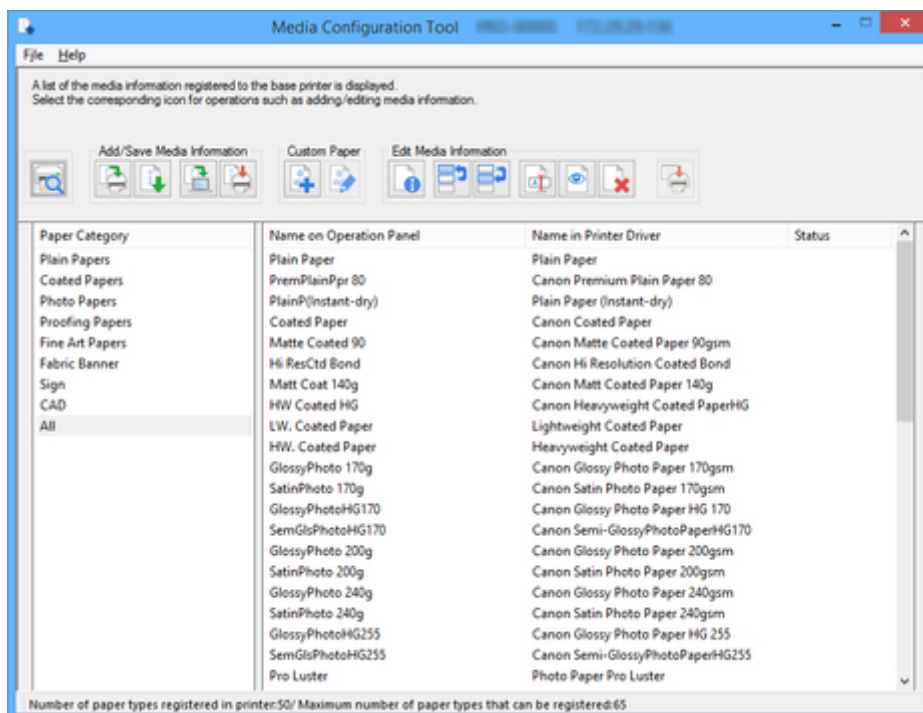 Media Configuration Tool
File Help
A list of the media information registered to the base printer is displayed.
Select the corresponding icon for operations such as adding/editing media information.
Add/Save Media Information Custom Paper Edit Media Information
Paper Category Name on Operation Panel Name in Printer Driver Status
Plain Papers Plain Paper Plain Paper
Coated Papers PremPlainPpr 80 Canon Premium Plain Paper 80
Photo Papers PlainP(Instant-dry) Plain Paper (Instant-dry)
Proofing Papers Coated Paper Canon Coated Paper
Fine Art Papers Matte Coated 90 Canon Matte Coated Paper 90gsm
Fabric Banner Hi ResCtd Bond Canon Hi Resolution Coated Bond
Sign Matt Coat 140g Canon Matt Coated Paper 140g
CAD HW Coated HG Canon Heavyweight Coated PaperHG
All LW. Coated Paper Lightweight Coated Paper
HW. Coated Paper Heavyweight Coated Paper
GlossyPhoto 170g Canon Glossy Photo Paper 170gsm
SatinPhoto 170g Canon Satin Photo Paper 170gsm
GlossyPhotoHG170 Canon Glossy Photo Paper HG 170
SemGlsPhotoHG170 Canon Semi-GlossyPhotoPaperHG170
GlossyPhoto 200g Canon Glossy Photo Paper 200gsm
SatinPhoto 200g Canon Satin Photo Paper 200gsm
GlossyPhoto 240g Canon Glossy Photo Paper 240gsm
SatinPhoto 240g Canon Satin Photo Paper 240gsm
GlossyPhotoHG255 Canon Glossy Photo Paper HG 255
SemGlsPhotoHG255 Canon Semi-GlossyPhotoPaperHG255
Pro Luster Photo Paper Pro Luster
Number of paper types registered in printer:50/ Maximum number of paper types that can be registered:65